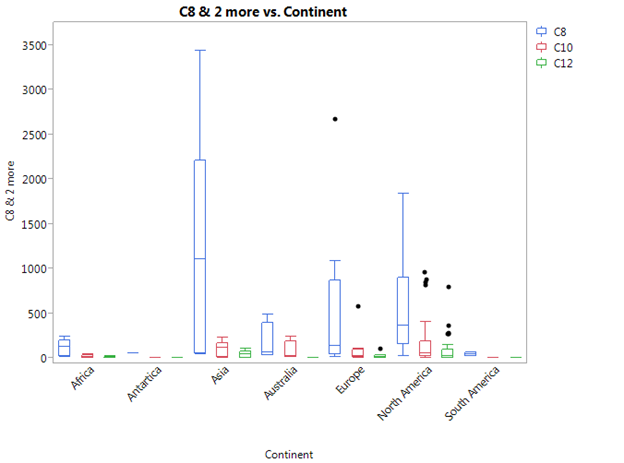 C8 & 2 more vs. Continent
C8
C10
C12
C8 & 2 more
3500
3000
2500
2000
1500
1000
500
0
Africa
Antartica
Asia
Australia
Europe
North America
South America
Continent